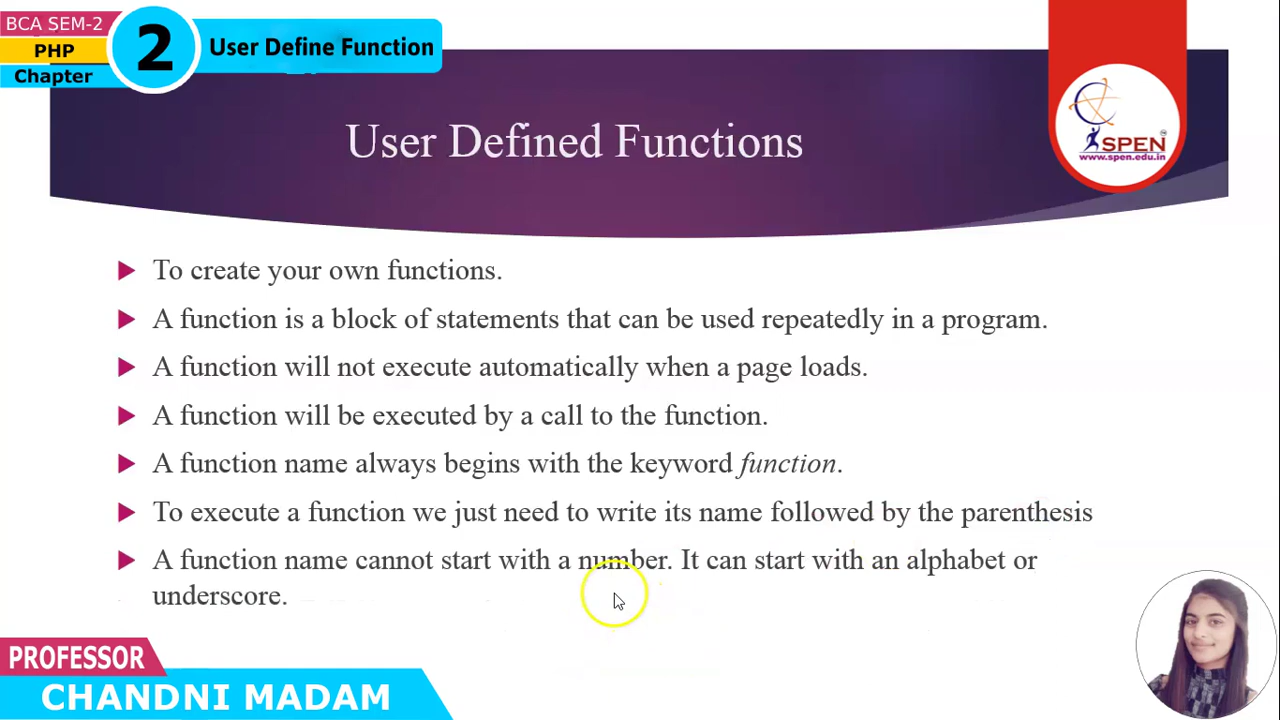 BCA SEM-2
PHP
Chapter
2
User Define Function
User Defined Functions
SPEN
www.spen.edu.in
To create your own functions.
A function is a block of statements that can be used repeatedly in a program.
A function will not execute automatically when a page loads.
A function will be executed by a call to the function.
A function name always begins with the keyword function.
To execute a function we just need to write its name followed by the parenthesis
A function name cannot start with a number. It can start with an alphabet or
underscore.
PROFESSOR
CHANDNI MADAM